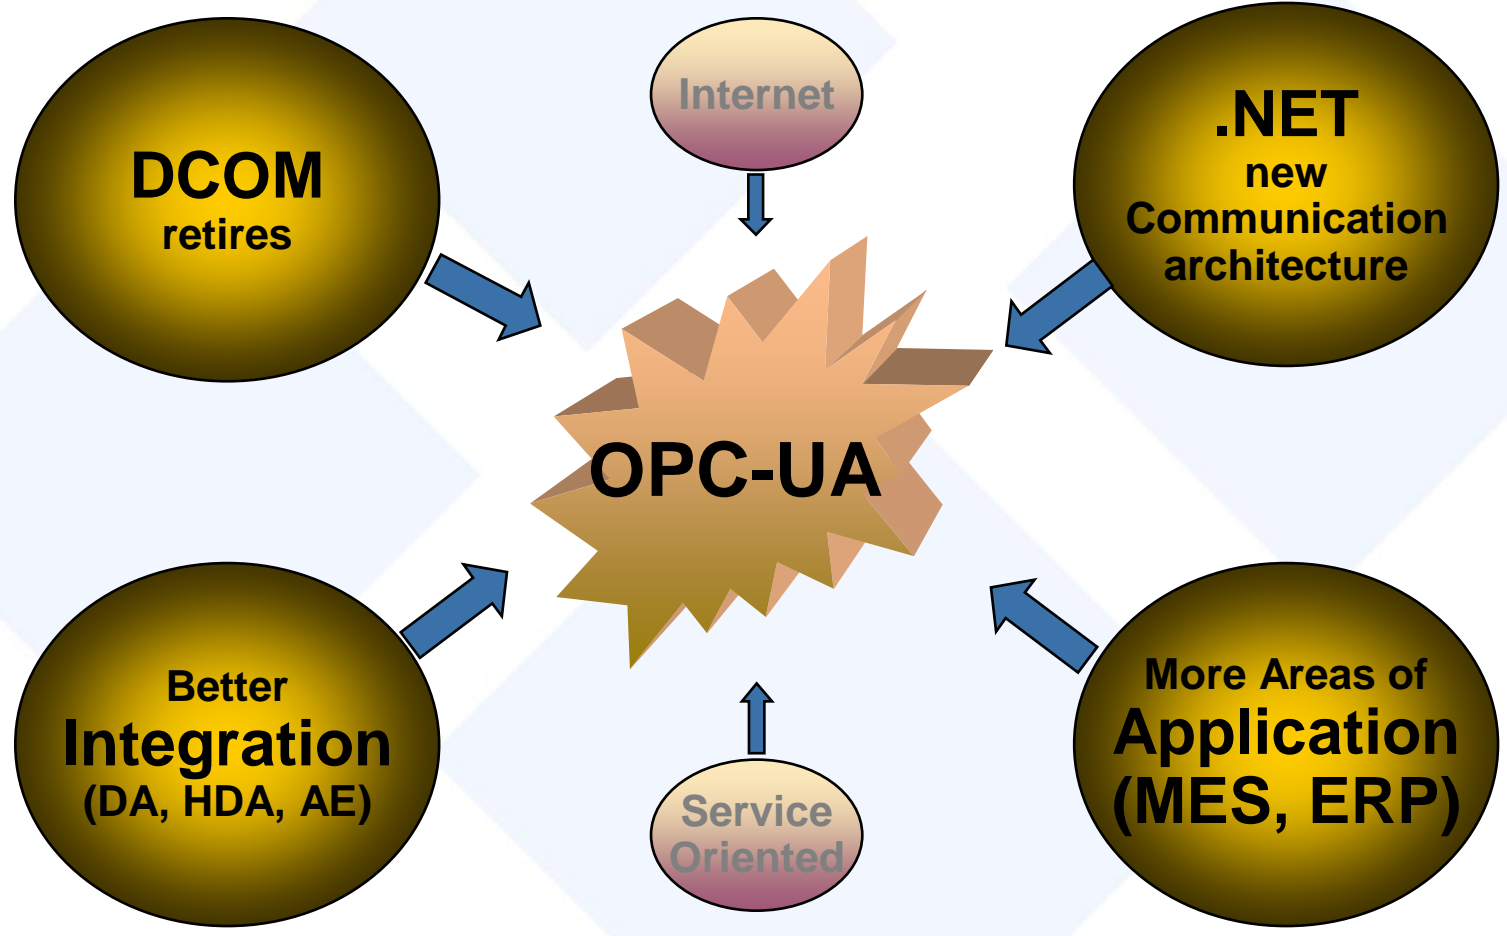 DCOM
retires
Internet
.NET
new
Communication
architecture
OPC-UA
Better
Integration
(DA, HDA, AE)
Service
Oriented
More Areas of
Application
(MES, ERP)